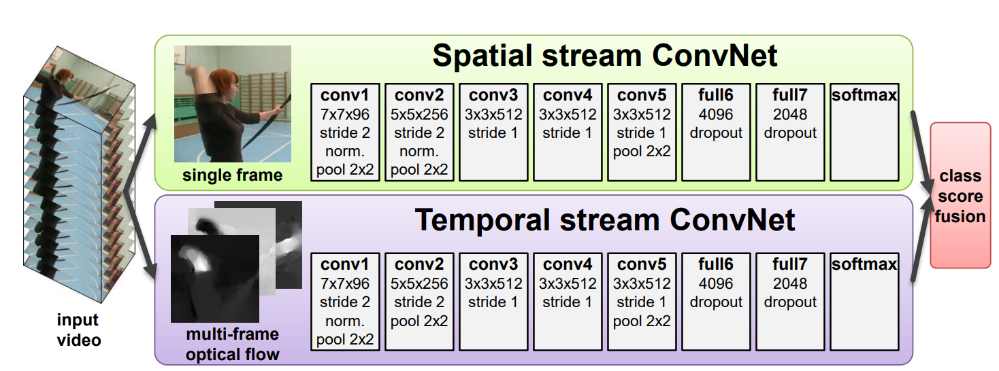 Spatial stream ConvNet
conv1
7x7x96
stride 2
norm.
pool 2x2
conv2
5x5x256
stride 2
norm.
pool 2x2
conv3
3x3x512
stride 1
conv4
3x3x512
stride 1
conv5
3x3x512
stride 1
pool 2x2
full6
4096
dropout
full7
2048
dropout
softmax
single frame
Temporal stream ConvNet
conv1
7x7x96
stride 2
norm.
pool 2x2
conv2
5x5x256
stride 2
pool 2x2
conv3
3x3x512
stride 1
conv4
3x3x512
stride 1
conv5
3x3x512
stride 1
pool 2x2
full6
4096
dropout
full7
2048
dropout
softmax
multi-frame
optical flow
input
video
class
score
fusion